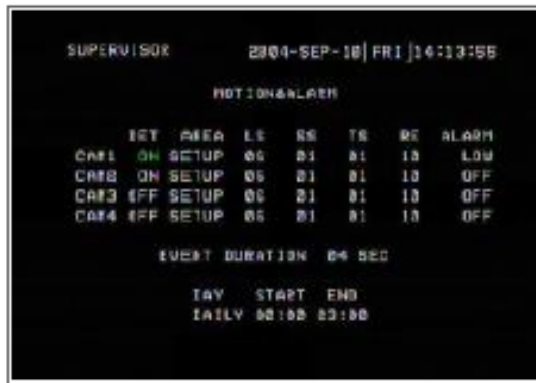 SUPERVISOR 2004-SEP-10 FRI 14:13:55
MOTION&ALARM
DET AREA LS SS TS RE ALARM
CAM1 ON SETUP 06 01 01 10 LOW
CAM2 ON SETUP 06 01 01 10 OFF
CAM3 OFF SETUP 06 01 01 10 OFF
CAM4 OFF SETUP 06 01 01 10 OFF
EVENT DURATION 04 SEC
DAY START END
DAILY 00:00 03:00